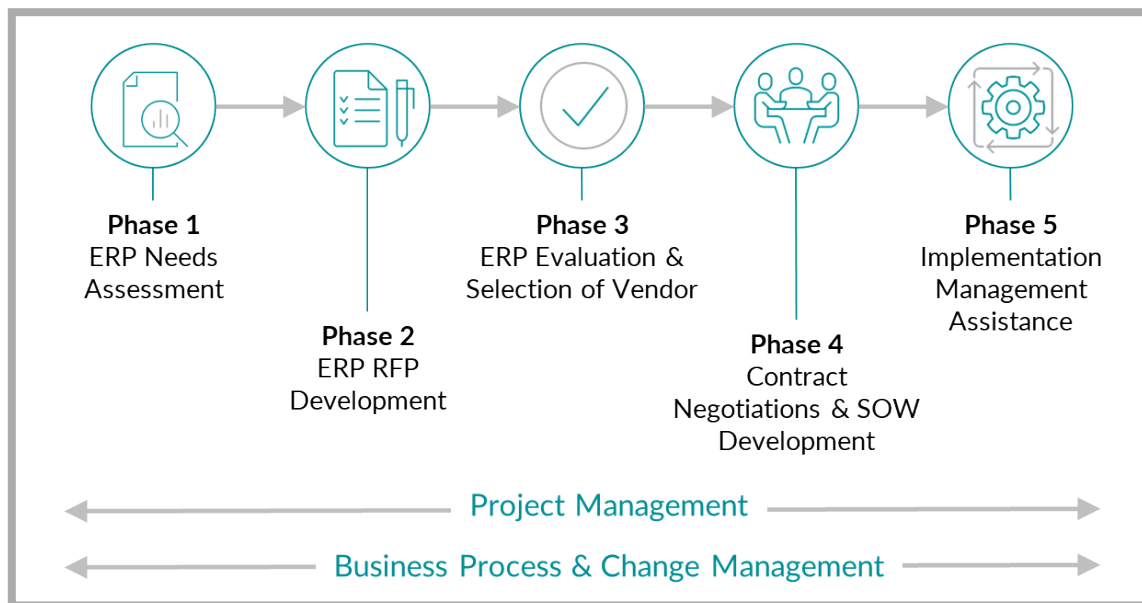 Phase 1
ERP Needs
Assessment
Phase 2
ERP RFP
Development
Phase 3
ERP Evaluation &
Selection of Vendor
Phase 4
Contract
Negotiations & SOW
Development
Phase 5
Implementation
Management
Assistance
Project Management
Business Process & Change Management